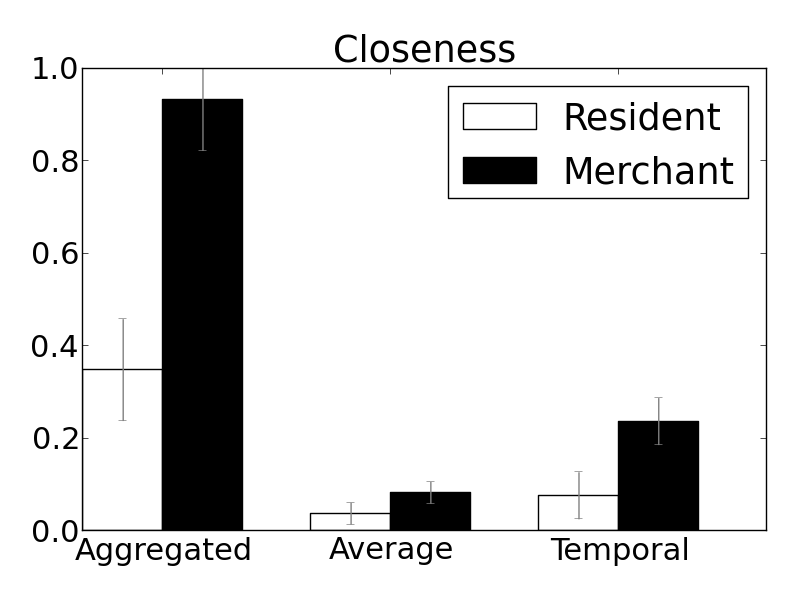 Closeness
1.0
0.8
0.6
0.4
0.2
0.0
Resident
Merchant
Aggregated
Average
Temporal